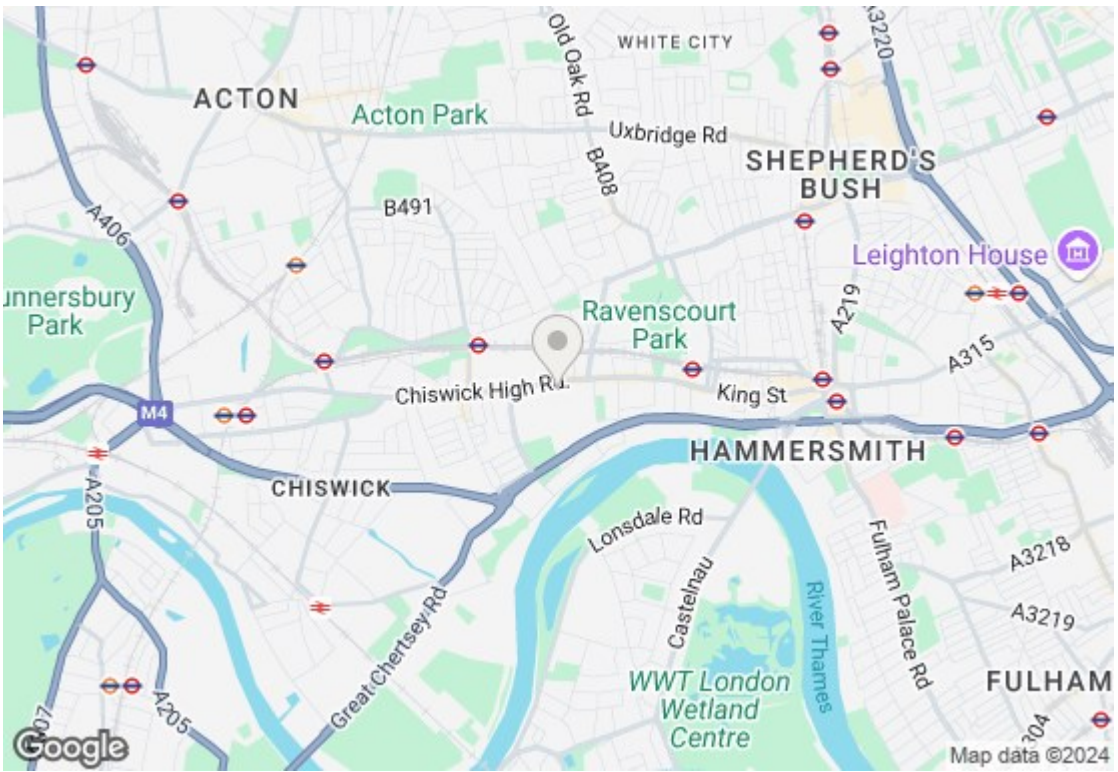 A3220
Old Oak Rd
WHITE CITY
ACTON
Acton Park
Uxbridge Rd
B408
SHEPHERD'S
BUSH
B491
A406
Leighton House
unnersbury
Park
A219
Ravenscourt
Park
A315
Chiswick High Rd.
King St
M4
HAMMERSMITH
A205
CHISWICK
Lonsdale Rd
Fulham Palace Rd
A3218
Castelnau
River Thames
Great Chertsey Rd
A3219
WWT London
Wetland
Centre
FULHAM
A205
307
304
Google
Map data ©2024